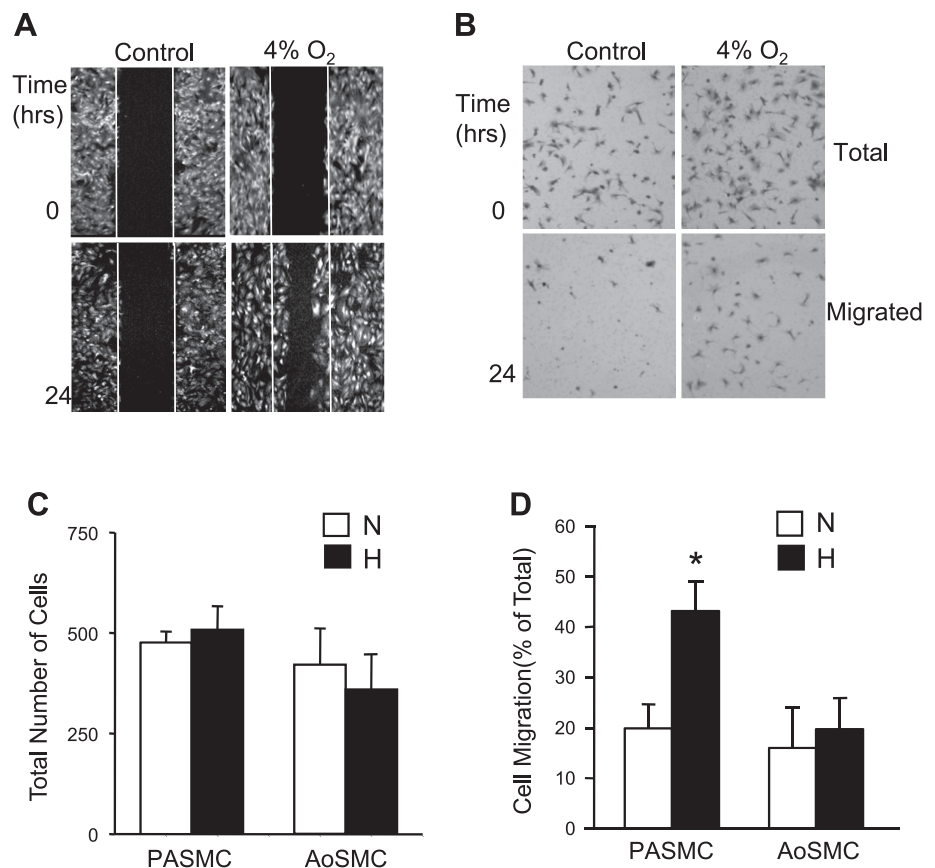 A
Control
4% O2
Time
(hrs)
0
24
B
Control
4% O2
Time
(hrs)
Total
0
Migrated
24
C
N
H
750
500
250
0
Total Number of Cells
PASMC
AoSMC
D
N
H
60
50
40
30
20
10
0
*
Cell Migration(% of Total)
PASMC
AoSMC